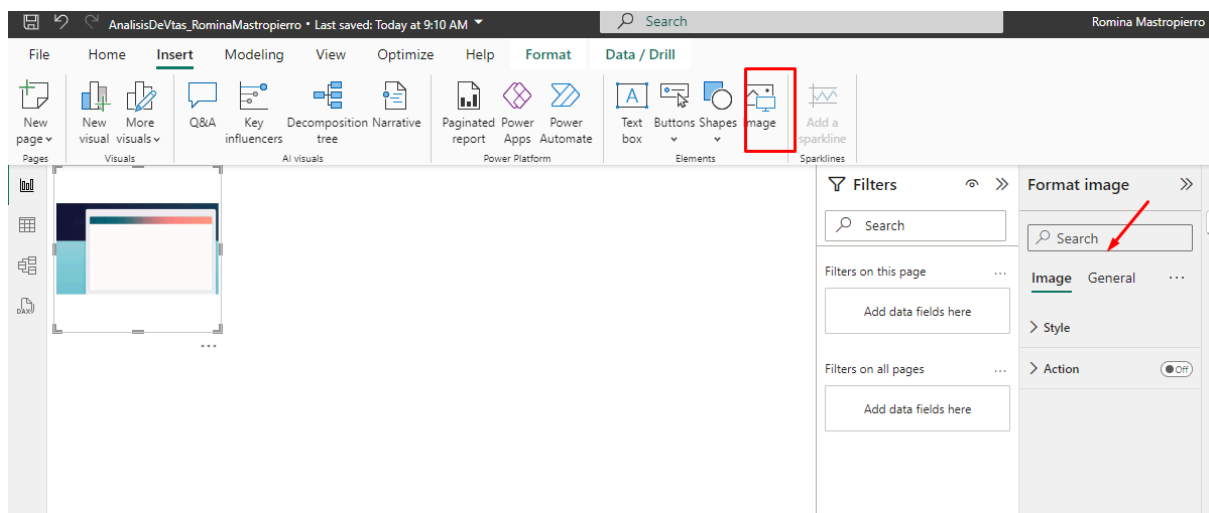 AnalisisDeVtas_RominaMastropierro • Last saved: Today at 9:10 AM
Search
Romina Mastropierro
File Home Insert Modeling View Optimize Help Format Data / Drill
New page
New visual
More visuals
Q&A
Key influencers
Decomposition tree
Narrative
Paginated report
Power Apps
Power Automate
Text box
Buttons
Shapes
Image
Add a sparkline
Pages
Visuals
AI visuals
Power Platform
Elements
Sparklines
DAX
Filters
Search
Filters on this page
Add data fields here
Filters on all pages
Add data fields here
Format image
Search
Image General
Style
Action Off